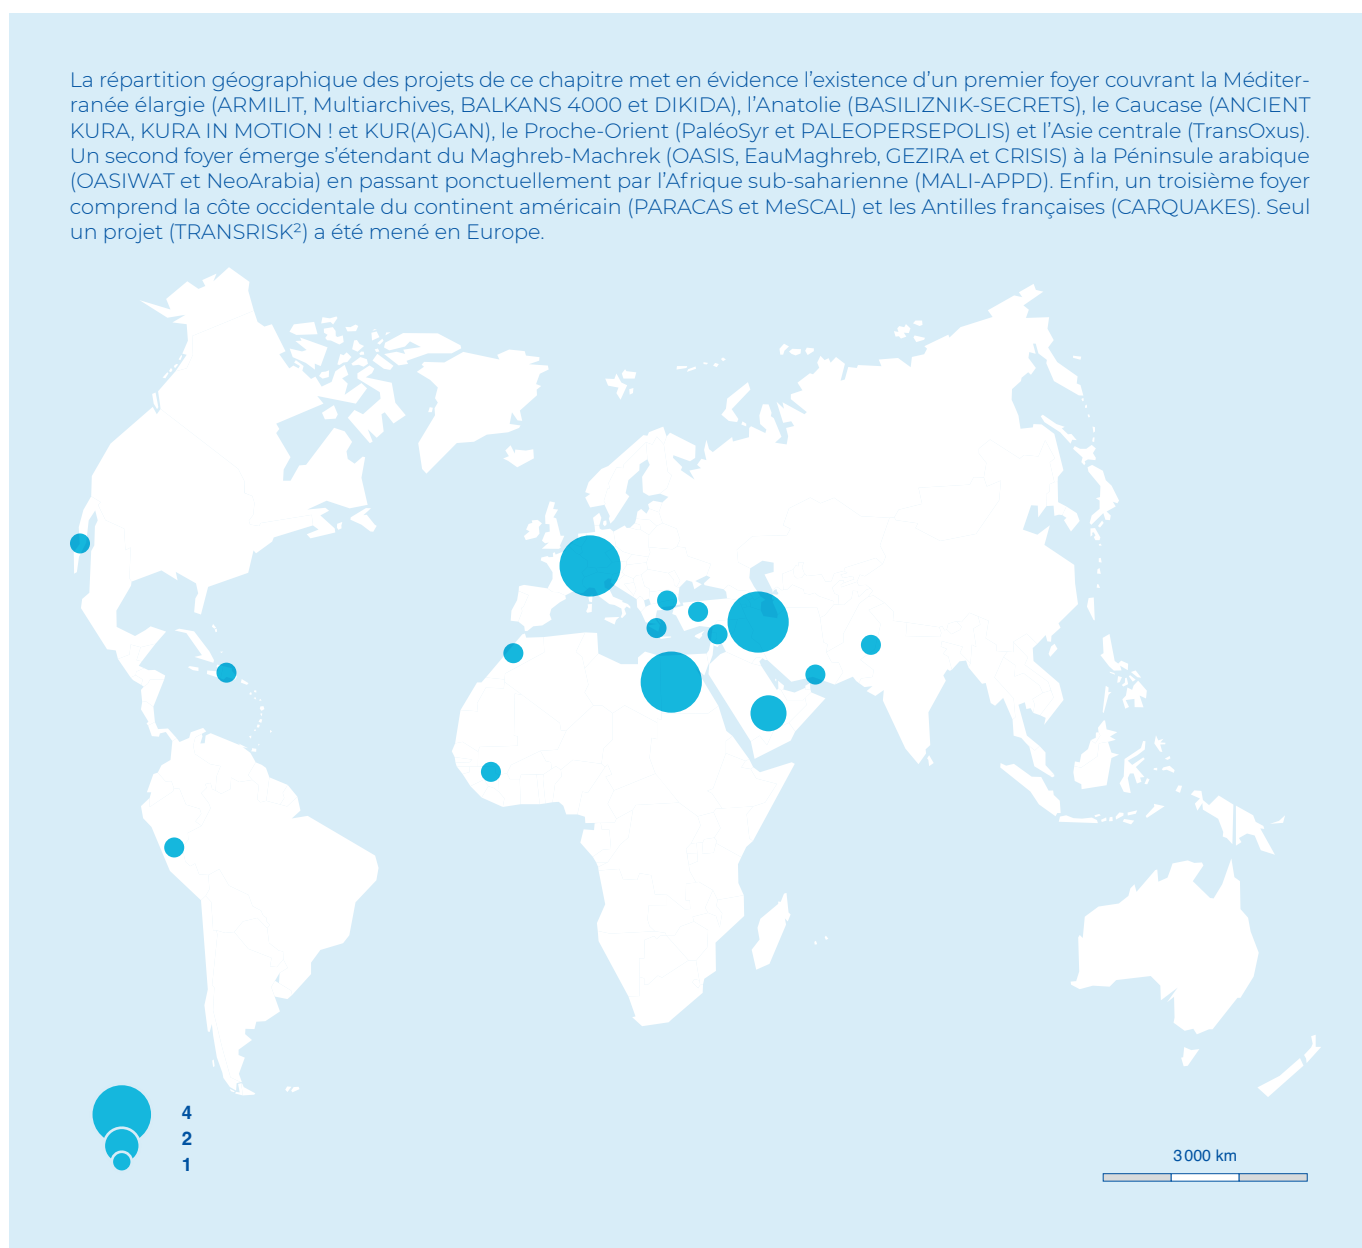 La répartition géographique des projets de ce chapitre met en évidence l’existence d’un premier foyer couvrant la Méditer-
ranée élargie (ARMILIT, Multiarchives, BALKANS 4000 et DIKIDA), l’Anatolie (BASILIZNIK-SECRETS), le Caucase (ANCIENT
KURA, KURA IN MOTION ! et KUR(A)GAN), le Proche-Orient (PaléoSyr et PALEOPERSEPOLIS) et l’Asie centrale (TransOxus).
Un second foyer émerge s’étendant du Maghreb-Machrek (OASIS, EauMaghreb, GEZIRA et CRISIS) à la Péninsule arabique
(OASIWAT et NeoArabia) en passant ponctuellement par l’Afrique sub-saharienne (MALI-APPD). Enfin, un troisième foyer
comprend la côte occidentale du continent américain (PARACAS et MeSCAL) et les Antilles françaises (CARQUAKES). Seul
un projet (TRANSRISK²) a été mené en Europe.
4
2
1
3 000 km